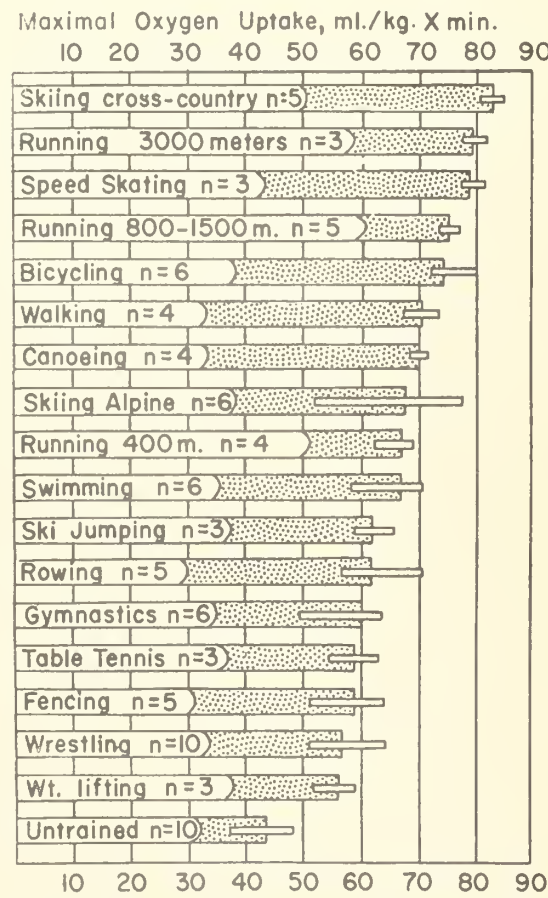 Maximal Oxygen Uptake, ml./kg. X min.
10 20 30 40 50 60 70 80 90
Skiing cross-country n=5
Running 3000 meters n=3
Speed Skating n=3
Running 800-1500 m. n=5
Bicycling n=6
Walking n=4
Canoeing n=4
Skiing Alpine n=6
Running 400 m. n=4
Swimming n=6
Ski Jumping n=3
Rowing n=5
Gymnastics n=6
Table Tennis n=3
Fencing n=5
Wrestling n=10
Wt. lifting n=3
Untrained n=10
10 20 30 40 50 60 70 80 90